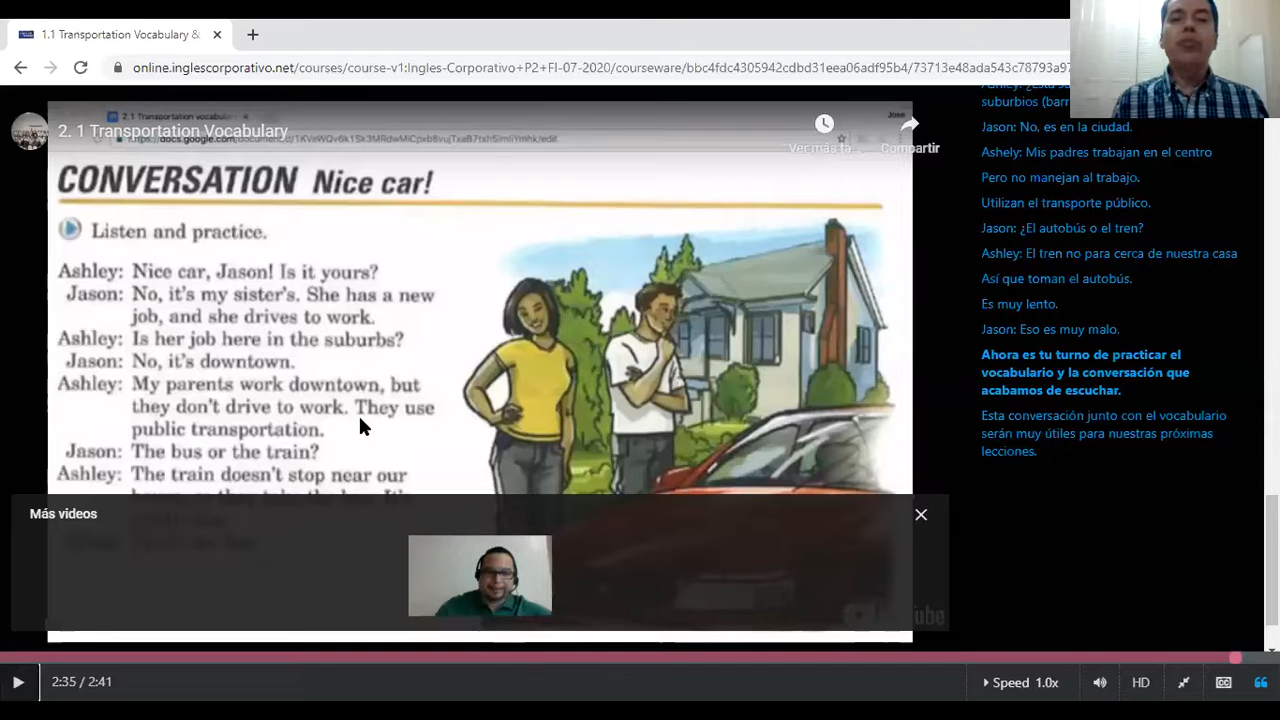 1.1 Transportation Vocabulary &
online.inglescorporativo.net/courses/course-v1:Ingles-Corporativo+P2+FI-07-2020/courseware/bbc4fdc4305942cdbd31eea06adf95b4/73713e48ada543c78793a97
2. 1 Transportation Vocabulary
Ver más ta...
Compartir
CONVERSATION Nice car!
Listen and practice.
Ashley: Nice car, Jason! Is it yours?
Jason: No, it's my sister's. She has a new
job, and she drives to work.
Ashley: Is her job here in the suburbs?
Jason: No, it's downtown.
Ashley: My parents work downtown, but
they don't drive to work. They use
public transportation.
Jason: The bus or the train?
Ashley: The train doesn't stop near our
Más videos
suburbios (barr
Jason: No, es en la ciudad.
Ashely: Mis padres trabajan en el centro
Pero no manejan al trabajo.
Utilizan el transporte público.
Jason: ¿El autobús o el tren?
Ashley: El tren no para cerca de nuestra casa
Así que toman el autobús.
Es muy lento.
Jason: Eso es muy malo.
Ahora es tu turno de practicar el
vocabulario y la conversación que
acabamos de escuchar.
Esta conversación junto con el vocabulario
serán muy útiles para nuestras próximas
lecciones.
2:35 / 2:41
Speed 1.0x
HD